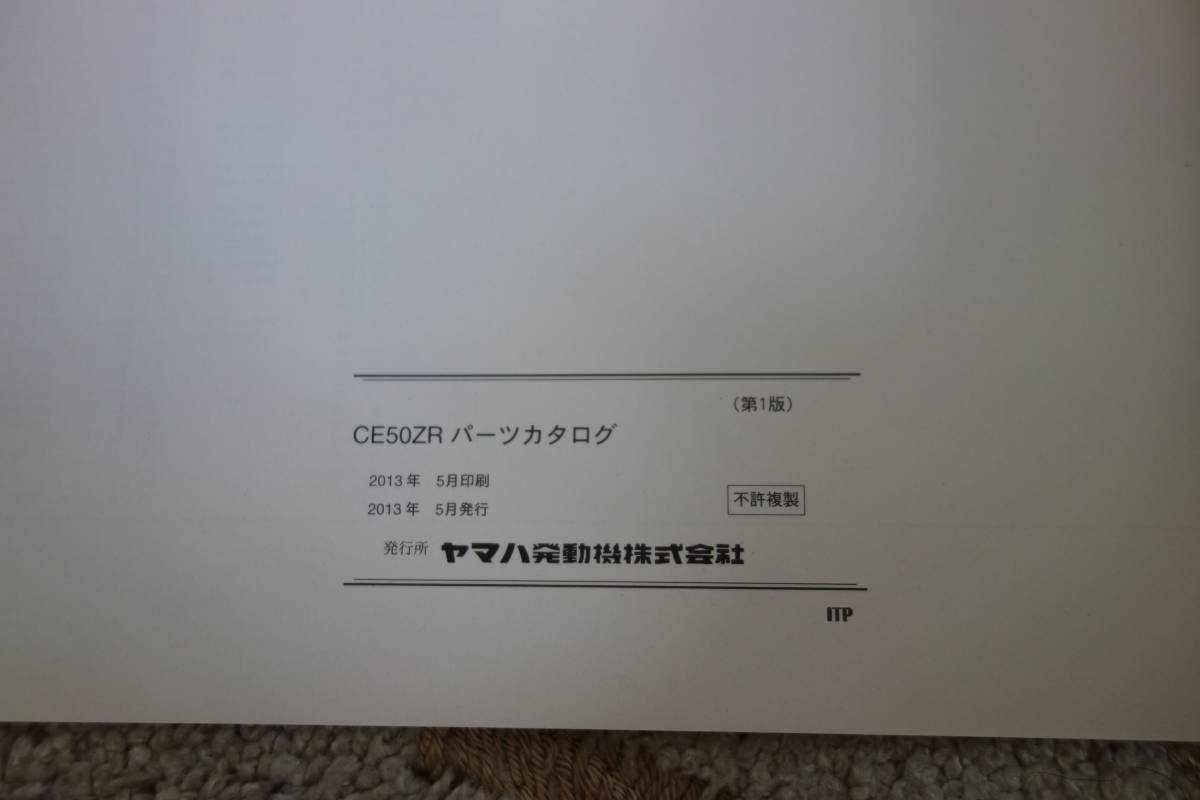 (第1版)
CE50ZR パーツカタログ
2013 年 5月印刷
2013 年 5月発行
不許複製
発行所 ヤマハ発動機株式会社
ITP